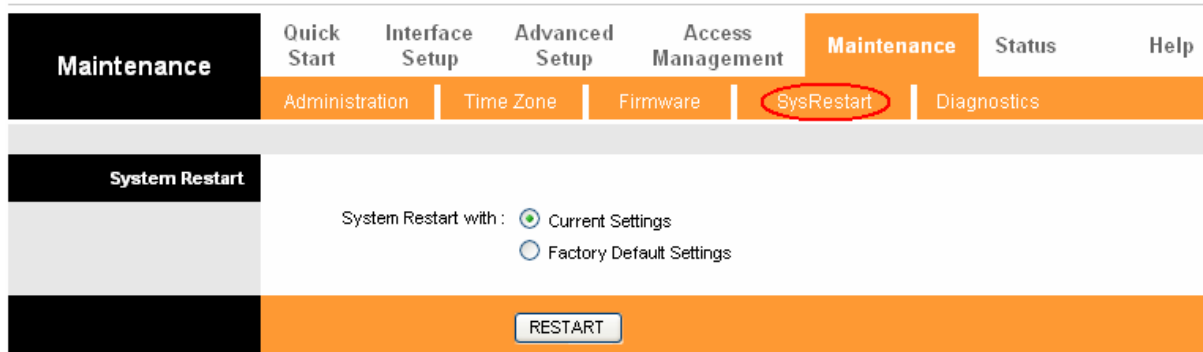 Maintenance
Quick Start
Interface Setup
Advanced Setup
Access Management
Maintenance
Status
Help
Administration
Time Zone
Firmware
SysRestart
Diagnostics
System Restart
System Restart with :
Current Settings
Factory Default Settings
RESTART